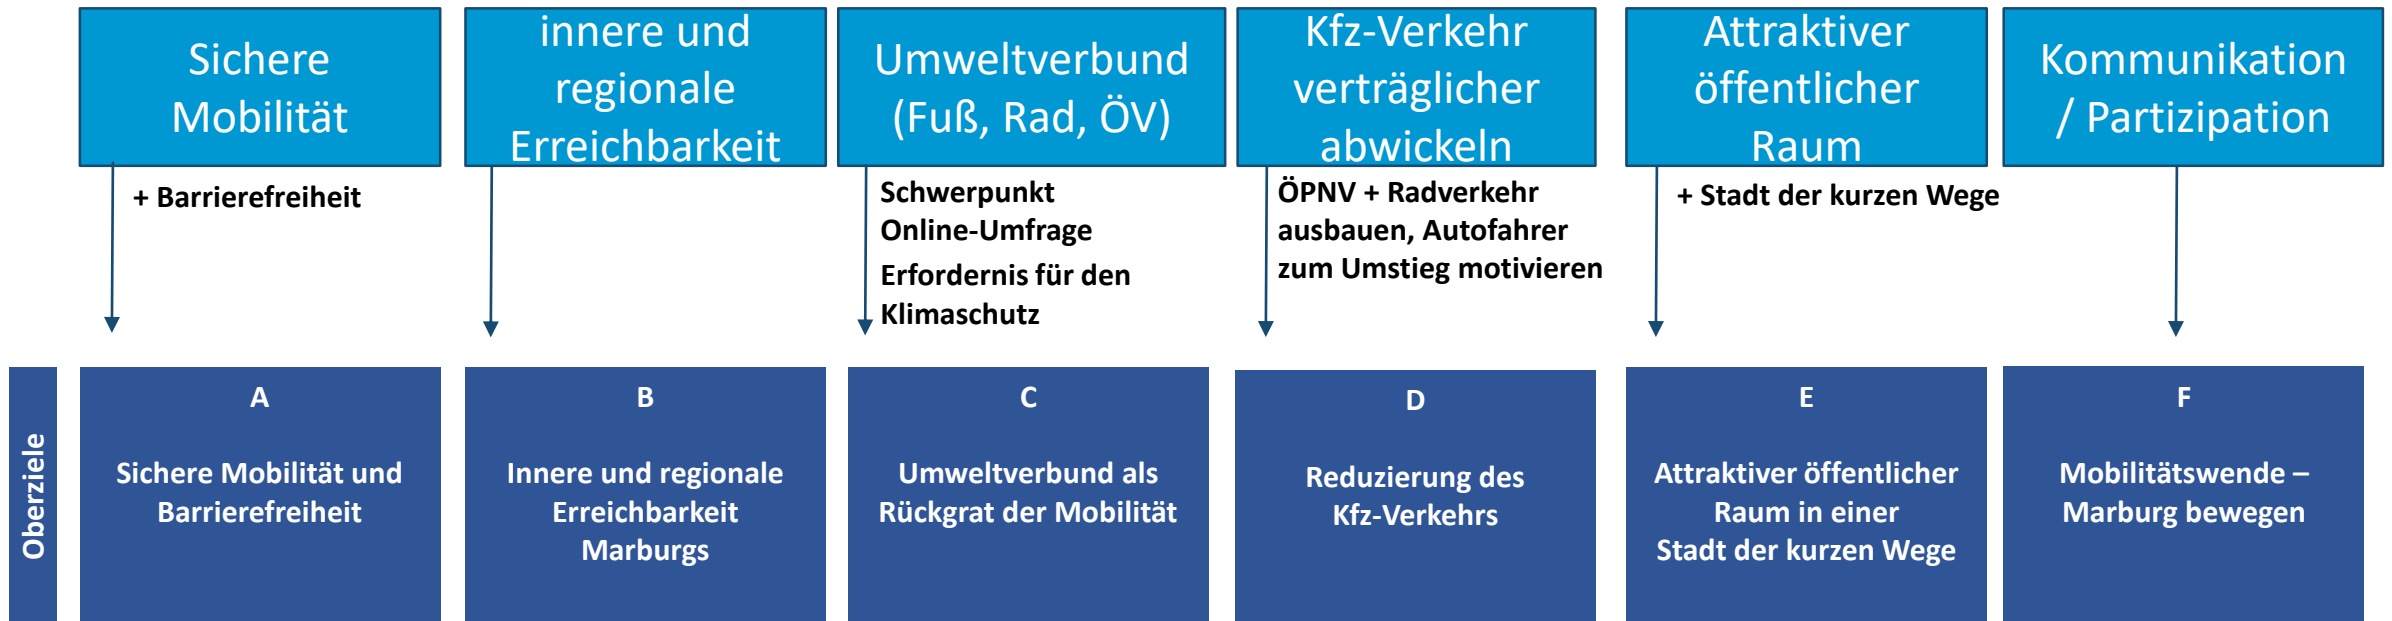 Sichere
Mobilität
innere und
regionale
Erreichbarkeit
Umweltverbund
(Fuß, Rad, ÖV)
Kfz-Verkehr
verträglicher
abwickeln
Attraktiver
öffentlicher
Raum
Kommunikation
/ Partizipation
+ Barrierefreiheit
Schwerpunkt
Online-Umfrage
Erfordernis für den
Klimaschutz
ÖPNV + Radverkehr
ausbauen, Autofahrer
zum Umstieg motivieren
+ Stadt der kurzen Wege
Oberziele
A
Sichere Mobilität und
Barrierefreiheit
B
Innere und regionale
Erreichbarkeit
Marburgs
C
Umweltverbund als
Rückgrat der Mobilität
D
Reduzierung des
Kfz-Verkehrs
E
Attraktiver öffentlicher
Raum in einer
Stadt der kurzen Wege
F
Mobilitätswende –
Marburg bewegen